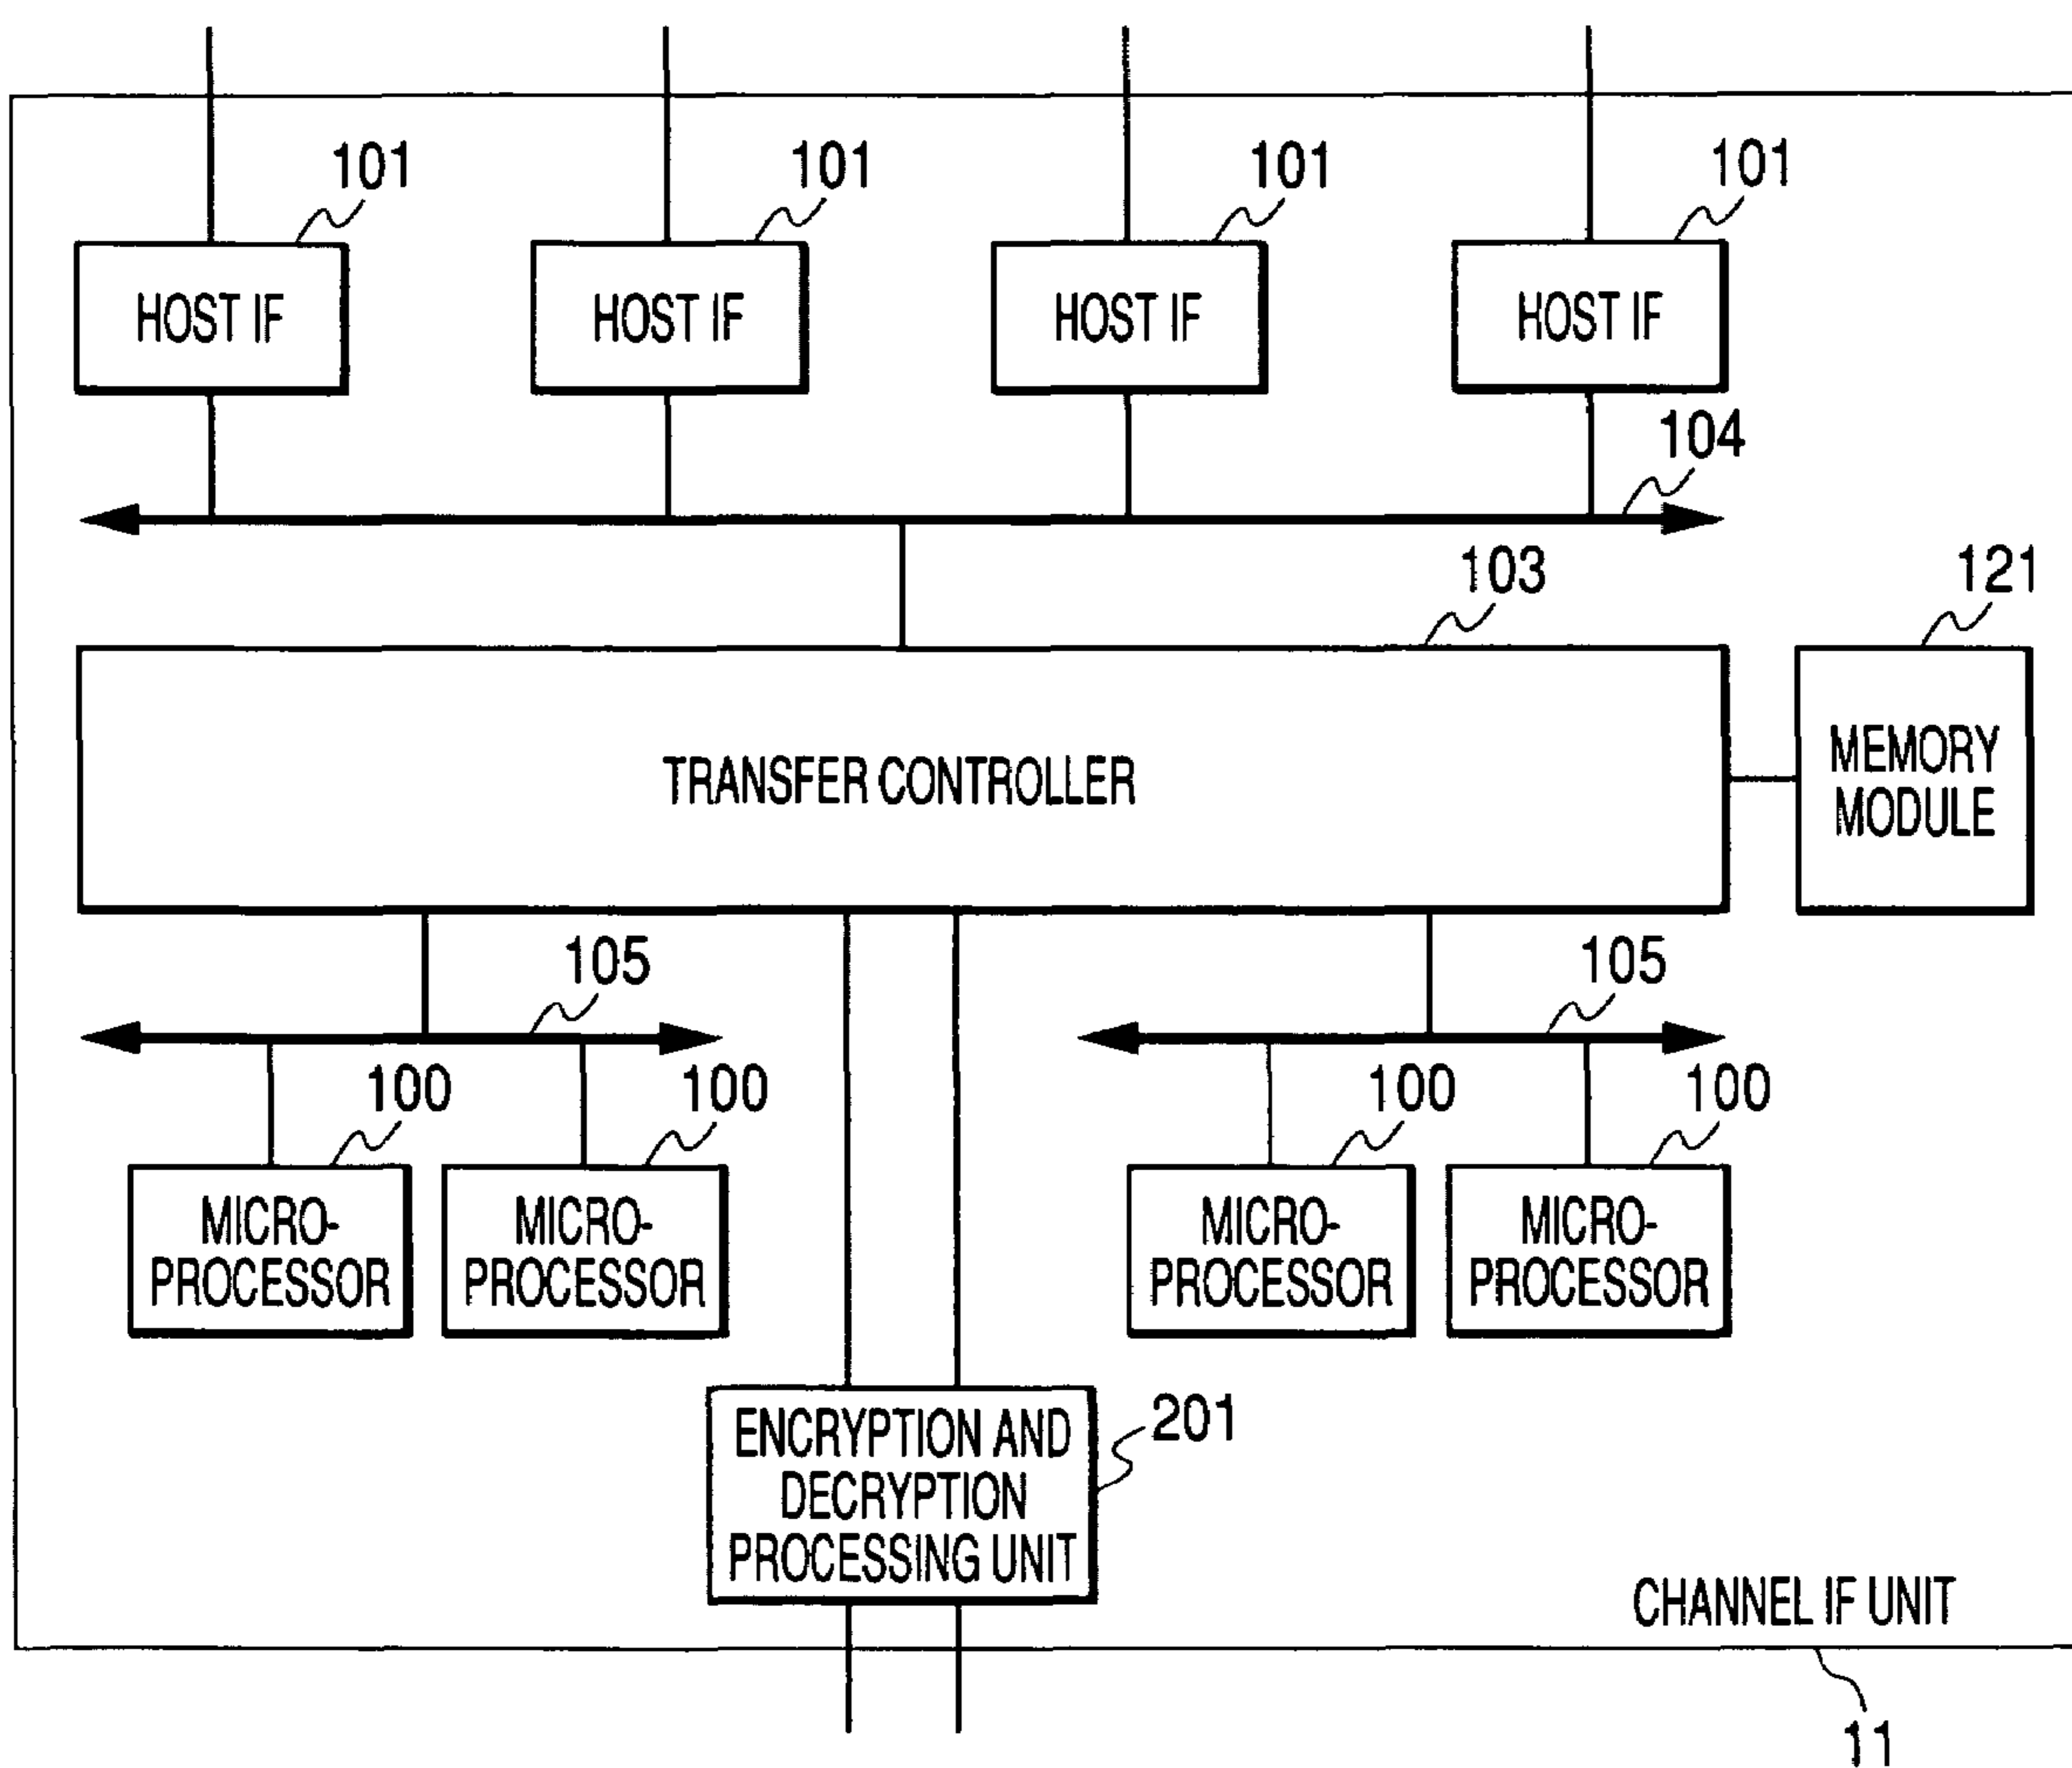 101
101
101
101
HOST IF
HOST IF
HOST IF
HOST IF
104
103
121
TRANSFER CONTROLLER
MEMORY
MODULE
105
105
100
100
100
100
MICRO-
PROCESSOR
MICRO-
PROCESSOR
MICRO-
PROCESSOR
MICRO-
PROCESSOR
ENCRYPTION AND
DECRYPTION
PROCESSING UNIT
201
CHANNEL IF UNIT
11